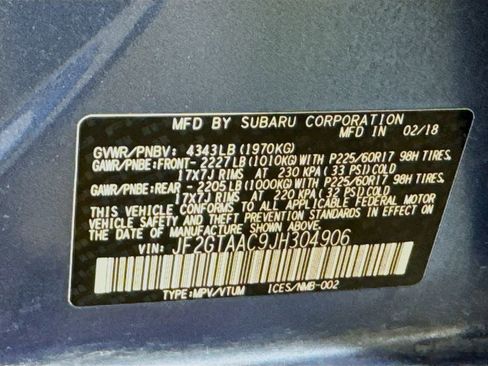 MFD BY SUBARU CORPORATION
MFD IN 02/18
GVWR/PNBV: 4343LB (1970KG)
GAWR/PNBE:FRONT- 2227LB (1010KG) WITH P225/60R17 98H TIRES,
17X7J RIMS AT 230 KPA (33 PSI) COLD
GAWR/PNBE:REAR - 2205LB (1000KG) WITH P225/60R17 98H TIRES,
17X7J RIMS AT 220 KPA (32 PSI) COLD
THIS VEHICLE CONFORMS TO ALL APPLICABLE FEDERAL MOTOR
VEHICLE SAFETY AND THEFT PREVENTION STANDARDS IN EFFECT ON THE
DATE OF MANUFACTURE SHOWN ABOVE.
VIN: JF2GTAAC9JH304906
TYPE:MPV/VTUM ICES/NMB-002